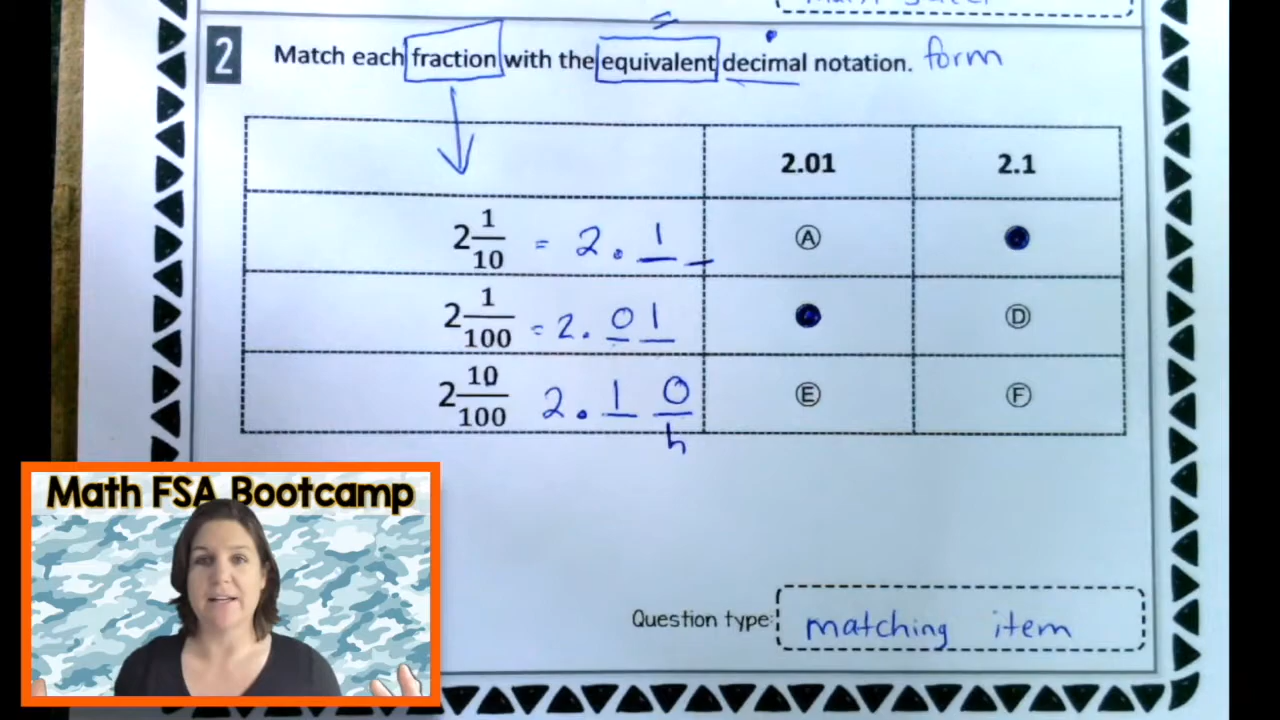 =
2 Match each fraction with the equivalent decimal notation. form
2.01 2.1
2 1/10 = 2.1 Ⓐ
2 1/100 = 2.01 Ⓓ
2 10/100 2.10 Ⓔ Ⓕ
h
Math FSA Bootcamp
Question type: matching item